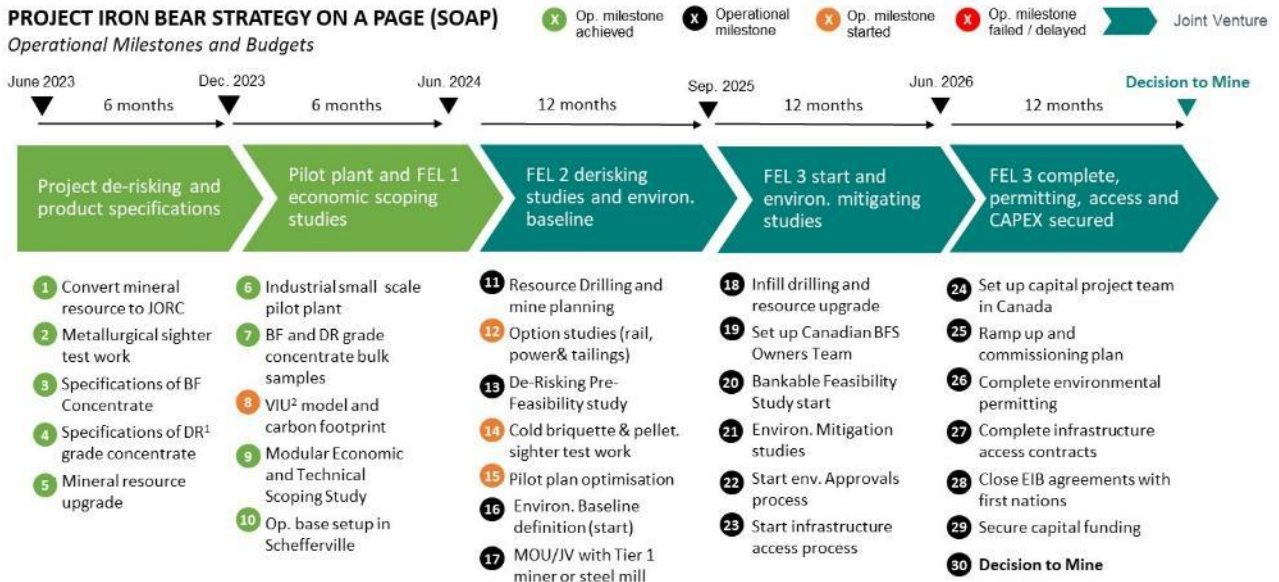 PROJECT IRON BEAR STRATEGY ON A PAGE (SOAP)
Operational Milestones and Budgets
X Op. milestone
achieved
X Operational
milestone
X Op. milestone
started
X Op. milestone
failed / delayed
Joint Venture
June 2023
Dec. 2023
Jun. 2024
Sep. 2025
Jun. 2026
Decision to Mine
6 months
6 months
12 months
12 months
12 months
Project de-risking and
product specifications
Pilot plant and FEL 1
economic scoping
studies
FEL 2 derisking
studies and environ.
baseline
FEL 3 start and
environ. mitigating
studies
FEL 3 complete,
permitting, access and
CAPEX secured
1 Convert mineral
resource to JORC
2 Metallurgical sighter
test work
3 Specifications of BF
Concentrate
4 Specifications of DR¹
grade concentrate
5 Mineral resource
upgrade
6 Industrial small scale
pilot plant
7 BF and DR grade
concentrate bulk
samples
8 VIU² model and
carbon footprint
9 Modular Economic
and Technical
Scoping Study
10 Op. base setup in
Schefferville
11 Resource Drilling and
mine planning
12 Option studies (rail,
power& tailings)
13 De-Risking Pre-
Feasibility study
14 Cold briquette & pellet.
sighter test work
15 Pilot plan optimisation
16 Environ. Baseline
definition (start)
17 MOU/JV with Tier 1
miner or steel mill
18 Infill drilling and
resource upgrade
19 Set up Canadian BFS
Owners Team
20 Bankable Feasibility
Study start
21 Environ. Mitigation
studies
22 Start env. Approvals
process
23 Start infrastructure
access process
24 Set up capital project team
in Canada
25 Ramp up and
commissioning plan
26 Complete environmental
permitting
27 Complete infrastructure
access contracts
28 Close EIB agreements with
first nations
29 Secure capital funding
30 Decision to Mine